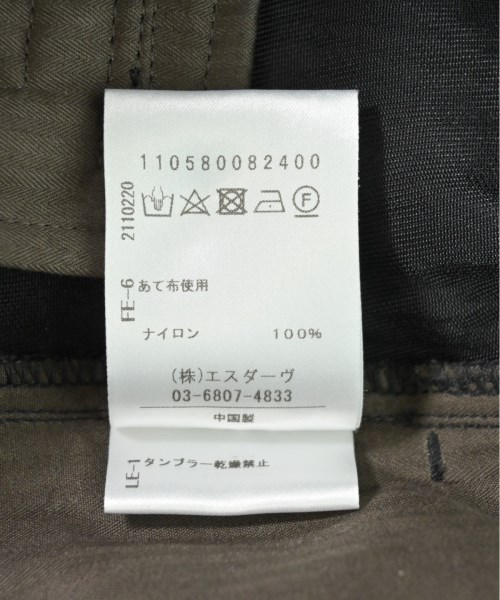 110580082400
2110220
F
FE-6
あて布使用
ナイロン 100%
(株)エスダーヴ
03-6807-4833
中国製
LE-1
タンブラー乾燥禁止